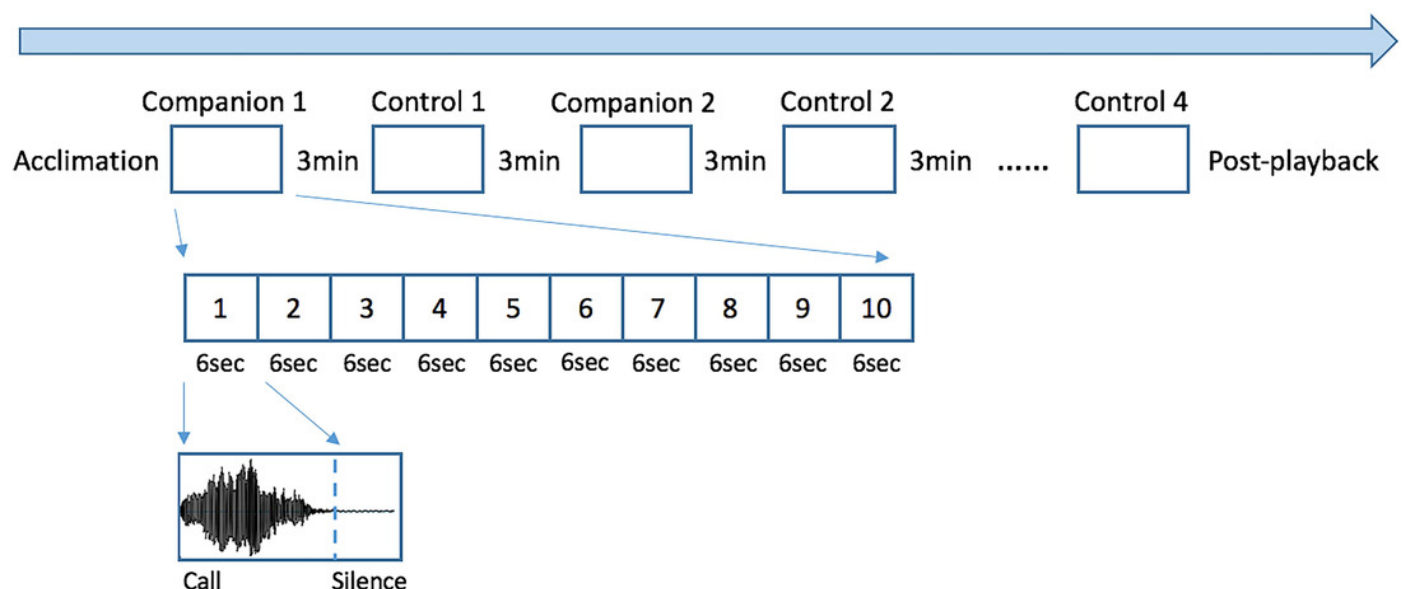 Companion 1 Control 1 Companion 2 Control 2 Control 4
Acclimation 3min 3min 3min 3min ...... Post-playback
1 2 3 4 5 6 7 8 9 10
6sec 6sec 6sec 6sec 6sec 6sec 6sec 6sec 6sec 6sec
Call Silence